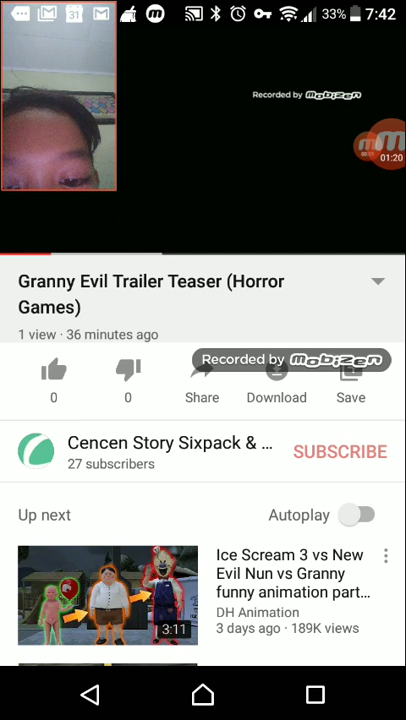 31
33%
7:42
Recorded by Mobizen
01:20
Granny Evil Trailer Teaser (Horror
Games)
1 view · 36 minutes ago
Recorded by Mobizen
0
0
Share
Download
Save
Cencen Story Sixpack & ...
27 subscribers
SUBSCRIBE
Up next
Autoplay
Ice Scream 3 vs New
Evil Nun vs Granny
funny animation part...
DH Animation
3 days ago · 189K views
3:11